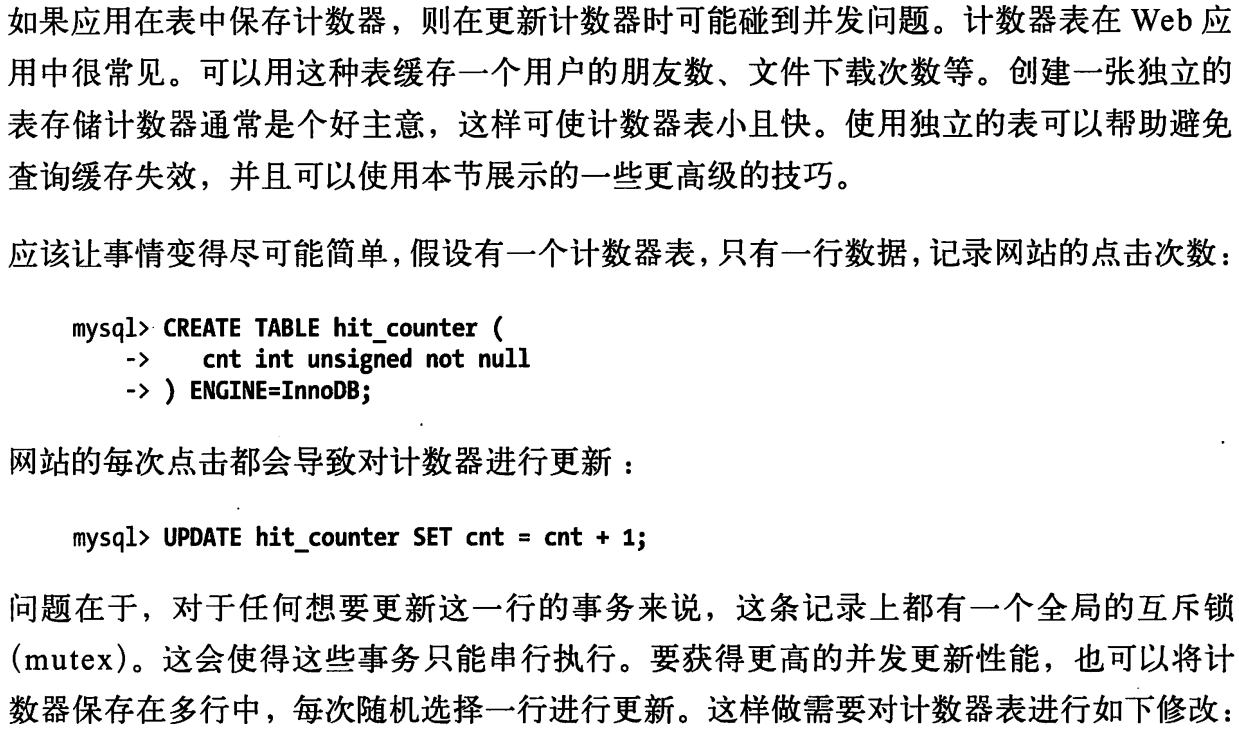 如果应用在表中保存计数器，则在更新计数器时可能碰到并发问题。计数器表在 Web 应
用中很常见。可以用这种表缓存一个用户的朋友数、文件下载次数等。创建一张独立的
表存储计数器通常是个好主意，这样可使计数器表小且快。使用独立的表可以帮助避免
查询缓存失效，并且可以使用本节展示的一些更高级的技巧。
应该让事情变得尽可能简单，假设有一个计数器表，只有一行数据，记录网站的点击次数：
mysql> CREATE TABLE hit_counter (
-> cnt int unsigned not null
-> ) ENGINE=InnoDB;
网站的每次点击都会导致对计数器进行更新：
mysql> UPDATE hit_counter SET cnt = cnt + 1;
问题在于，对于任何想要更新这一行的事务来说，这条记录上都有一个全局的互斥锁
(mutex)。这会使得这些事务只能串行执行。要获得更高的并发更新性能，也可以将计
数器保存在多行中，每次随机选择一行进行更新。这样做需要对计数器表进行如下修改：